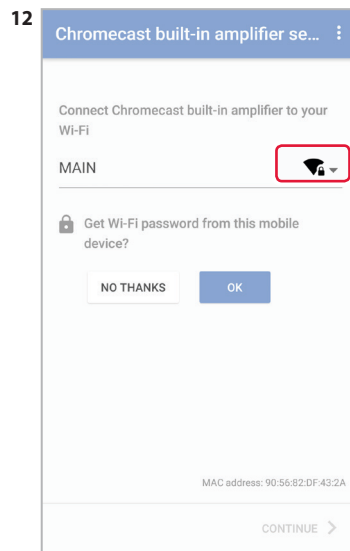 12
Chromecast built-in amplifier se...
Connect Chromecast built-in amplifier to your
Wi-Fi
MAIN
Get Wi-Fi password from this mobile
device?
NO THANKS OK
MAC address: 90:56:82:DF:43:2A
CONTINUE